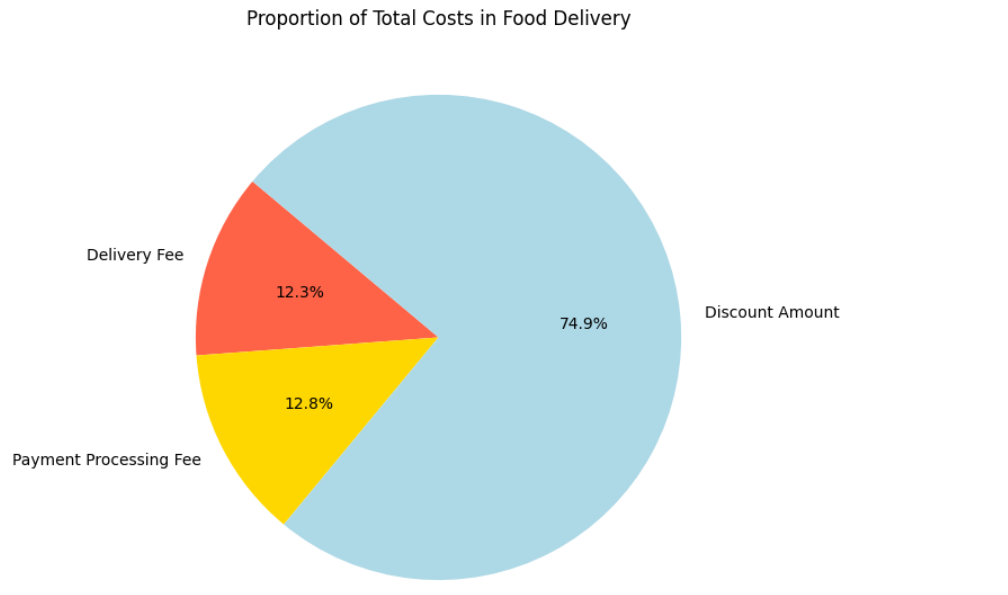 Proportion of Total Costs in Food Delivery
Delivery Fee
12.3%
74.9%
Discount Amount
12.8%
Payment Processing Fee